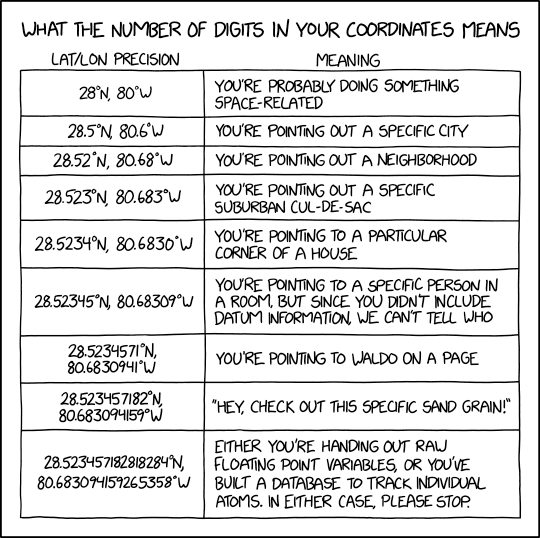 WHAT THE NUMBER OF DIGITS IN YOUR COORDINATES MEANS
LAT/LON PRECISION
MEANING
28°N, 80°W
YOU'RE PROBABLY DOING SOMETHING
SPACE-RELATED
28.5°N, 80.6°W
YOU'RE POINTING OUT A SPECIFIC CITY
28.52°N, 80.68°W
YOU'RE POINTING OUT A NEIGHBORHOOD
28.523°N, 80.683°W
YOU'RE POINTING OUT A SPECIFIC
SUBURBAN CUL-DE-SAC
28.5234°N, 80.6830°W
YOU'RE POINTING TO A PARTICULAR
CORNER OF A HOUSE
28.52345°N, 80.68309°W
YOU'RE POINTING TO A SPECIFIC PERSON IN
A ROOM, BUT SINCE YOU DIDN'T INCLUDE
DATUM INFORMATION, WE CAN'T TELL WHO
28.5234571°N,
80.6830941°W
YOU'RE POINTING TO WALDO ON A PAGE
28.523457182°N,
80.683094159°W
"HEY, CHECK OUT THIS SPECIFIC SAND GRAIN!"
28.523457182818284°N,
80.683094159265358°W
EITHER YOU'RE HANDING OUT RAW
FLOATING POINT VARIABLES, OR YOU'VE
BUILT A DATABASE TO TRACK INDIVIDUAL
ATOMS. IN EITHER CASE, PLEASE STOP.